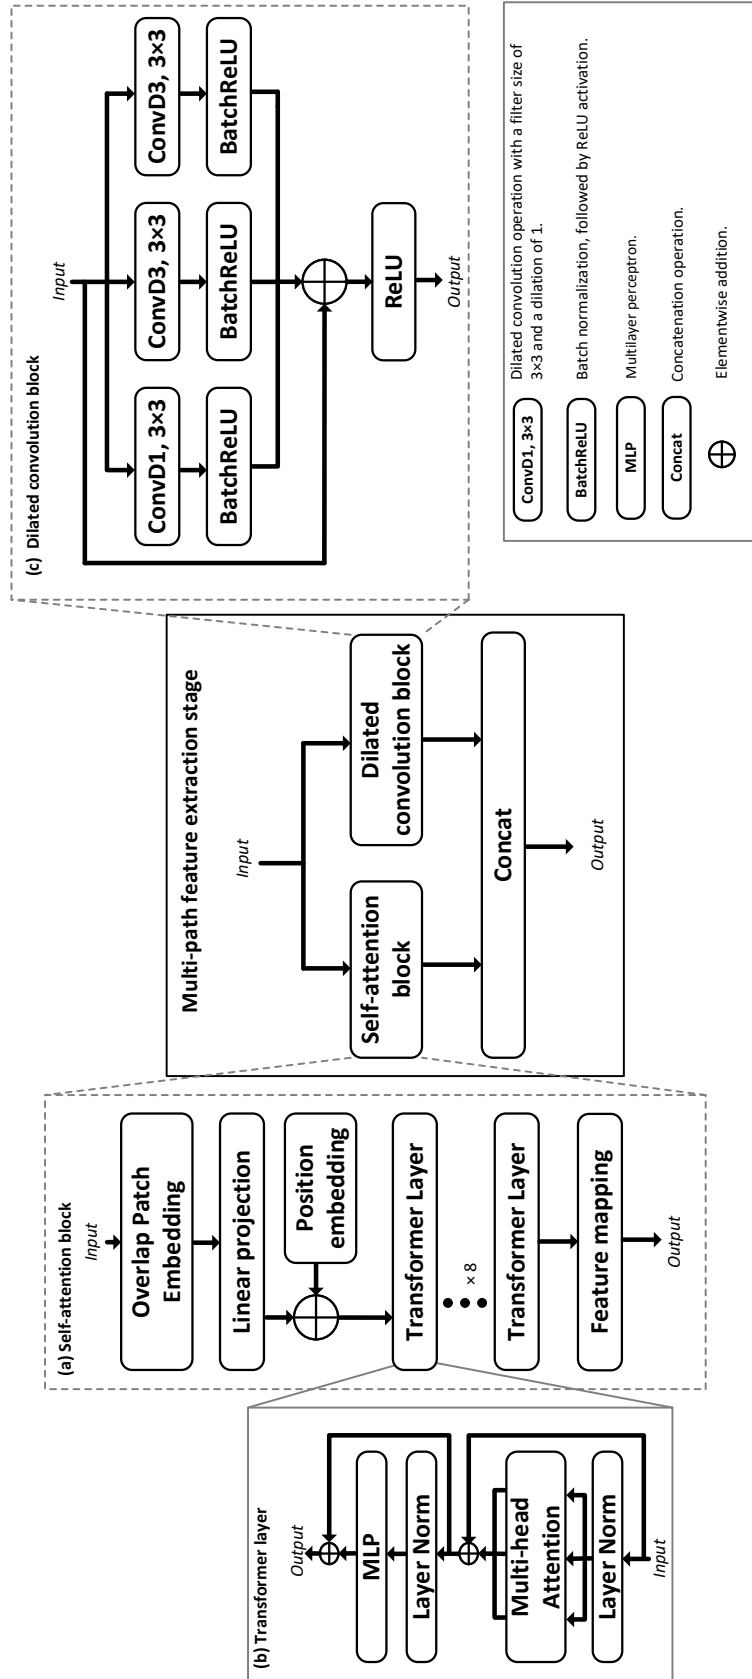 (b) Transformer layer
Output
MLP
Layer Norm
Multi-head
Attention
Layer Norm
Input
(a) Self-attention block
Input
Overlap Patch
Embedding
Linear projection
Position
embedding
Transformer Layer
× 8
Transformer Layer
Feature mapping
Output
Multi-path feature extraction stage
Input
Self-attention
block
Dilated
convolution block
Concat
Output
(c) Dilated convolution block
Input
ConvD1, 3×3
ConvD3, 3×3
ConvD3, 3×3
BatchReLU
BatchReLU
BatchReLU
ReLU
Output
ConvD1, 3×3
Dilated convolution operation with a filter size of
3×3 and a dilation of 1.
BatchReLU
Batch normalization, followed by ReLU activation.
MLP
Multilayer perceptron.
Concat
Concatenation operation.
Elementwise addition.